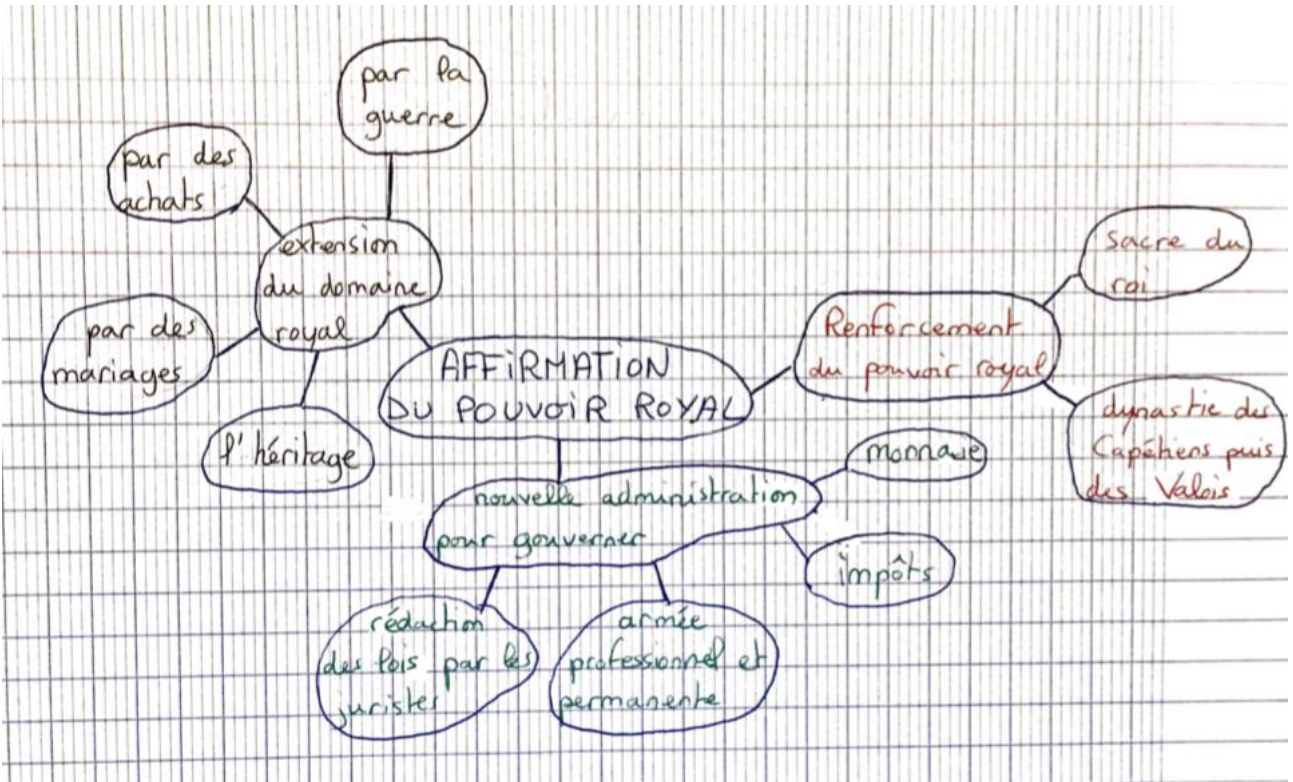 par la
guerre
par des
achats
extension
du domaine
royal
par des
mariages
l'héritage
AFFiRMATION
DU POUVOiR ROYAL
Renforcement
du pouvoir royal
sacre du
roi
dynastie des
Capétiens puis
des Valois
nouvelle administration
pour gouverner
monnaie
impôts
rédaction
des lois par les
juristes
armée
professionnel et
permanente